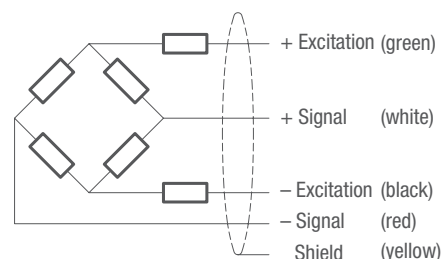 + Excitation (green)
+ Signal (white)
– Excitation (black)
– Signal (red)
Shield (yellow)